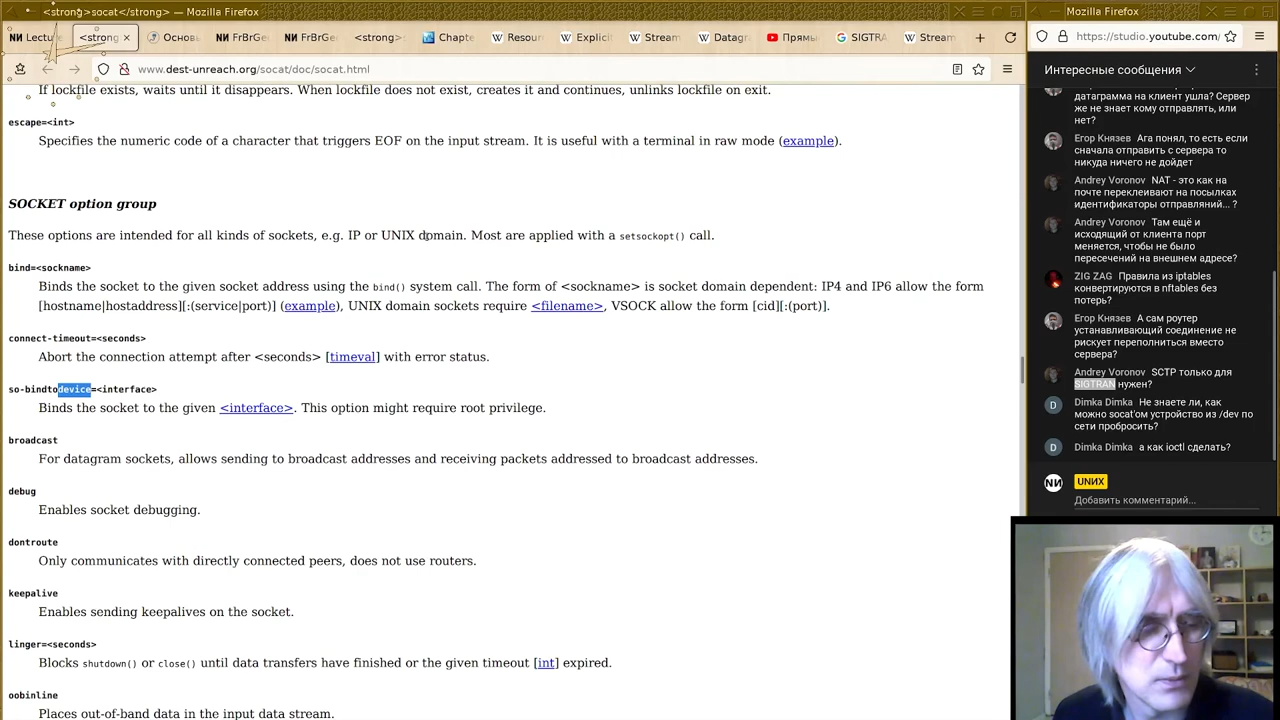 <strong>socat</strong> — Mozilla Firefox
Mozilla Firefox
Lectu
<strong
Основ
FrBrGe
FrBrGe
<strong>
Chapte
Resour
Explicit
Stream
Datagr
Прямы
SIGTRA
Stream
www.dest-unreach.org/socat/doc/socat.html
https://studio.youtube.com/
If lockfile exists, waits until it disappears. When lockfile does not exist, creates it and continues, unlinks lockfile on exit.
escape=<int>
Specifies the numeric code of a character that triggers EOF on the input stream. It is useful with a terminal in raw mode (example).
SOCKET option group
These options are intended for all kinds of sockets, e.g. IP or UNIX domain. Most are applied with a setsockopt() call.
bind=<sockname>
Binds the socket to the given socket address using the bind() system call. The form of <sockname> is socket domain dependent: IP4 and IP6 allow the form
[hostname|hostaddress][:(service|port)] (example), UNIX domain sockets require <filename>, VSOCK allow the form [cid][:(port)].
connect-timeout=<seconds>
Abort the connection attempt after <seconds> [timeval] with error status.
so-bindtodevice=<interface>
Binds the socket to the given <interface>. This option might require root privilege.
broadcast
For datagram sockets, allows sending to broadcast addresses and receiving packets addressed to broadcast addresses.
debug
Enables socket debugging.
dontroute
Only communicates with directly connected peers, does not use routers.
keepalive
Enables sending keepalives on the socket.
linger=<seconds>
Blocks shutdown() or close() until data transfers have finished or the given timeout [int] expired.
oobinline
Places out-of-band data in the input data stream.
Интересные сообщения
датаграмма на клиент ушла? Сервер
же не знает кому отправлять, или
нет?
Егор Князев Ага понял, то есть если
сначала отправить с сервера то
никуда ничего не дойдет
Andrey Voronov NAT - это как на
почте переклеивают на посылках
идентификаторы отправляний... ?
Andrey Voronov Там ещё и
исходящий от клиента порт
меняется, чтобы не было
пересечений на внешнем адресе?
ZIG ZAG Правила из iptables
конвертируются в nftables без
потерь?
Егор Князев А сам роутер
устанавливающий соединение не
рискует переполниться вместо
сервера?
Andrey Voronov SCTP только для
SIGTRAN нужен?
D Dimka Dimka Не знаете ли, как
можно socat'ом устройство из /dev по
сети пробросить?
D Dimka Dimka а как ioctl сделать?
UNИX
Добавить комментарий...